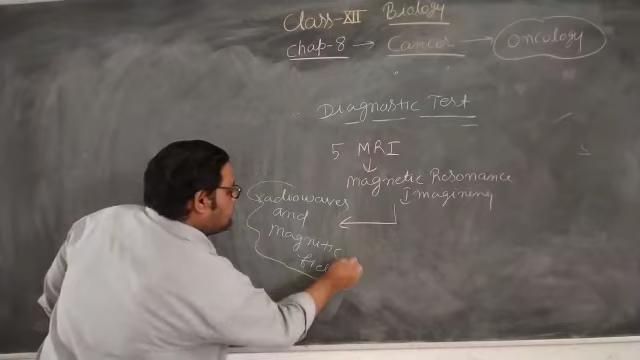 Class-XII Biology
chap-8 → Cancer → Oncology
Diagnostic Test
5 MRI
Magnetic Resonance
Imagining
Radiowaves
and
Magnetic